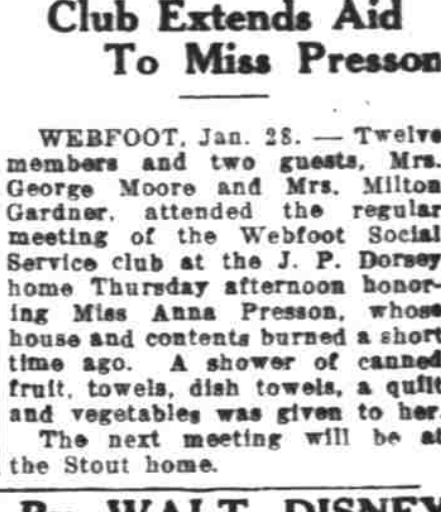 Club Extends Aid
To Miss Presson
WEBFOOT, Jan. 28. — Twelve
members and two guests, Mrs.
George Moore and Mrs. Milton
Gardner, attended the regular
meeting of the Webfoot Social
Service club at the J. P. Dorsey
home Thursday afternoon honor-
ing Miss Anna Presson, whose
house and contents burned a short
time ago. A shower of canned
fruit, towels, dish towels, a quilt
and vegetables was given to her.
The next meeting will be at
the Stout home.
By WALT DISNEY